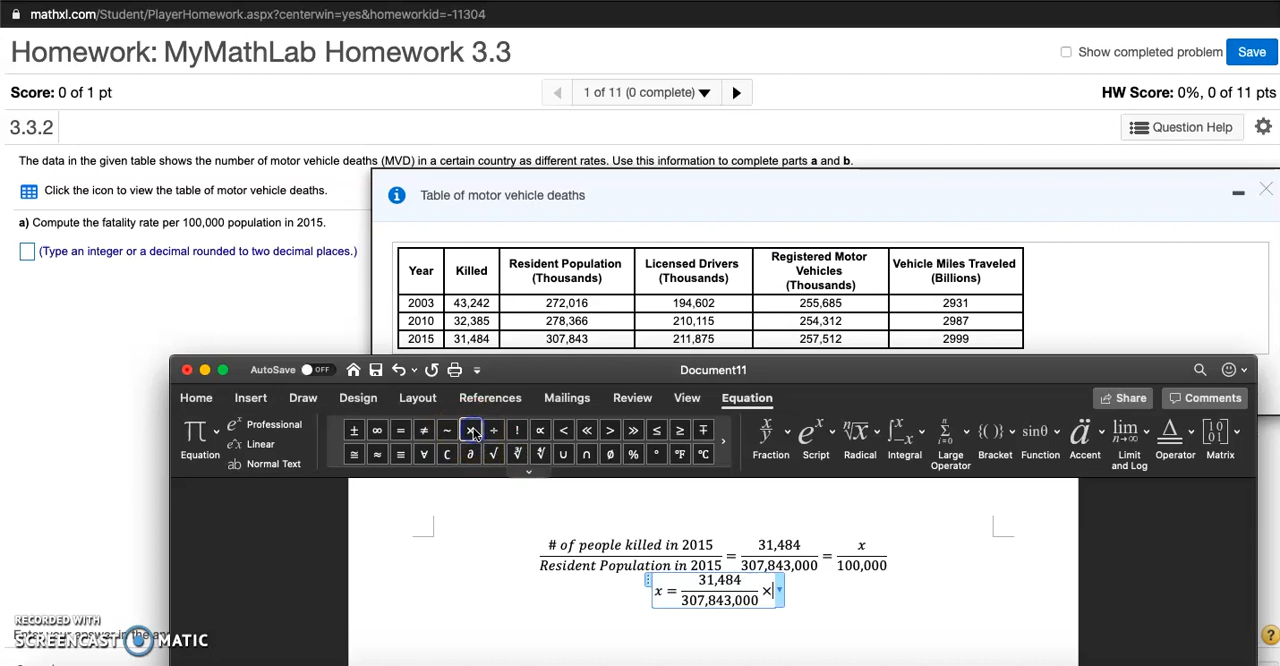 mathxl.com/Student/PlayerHomework.aspx?centerwin=yes&homeworkid=-11304
Homework: MyMathLab Homework 3.3
Show completed problem
Save
Score: 0 of 1 pt
1 of 11 (0 complete)
HW Score: 0%, 0 of 11 pts
3.3.2
Question Help
The data in the given table shows the number of motor vehicle deaths (MVD) in a certain country as different rates. Use this information to complete parts a and b.
Click the icon to view the table of motor vehicle deaths.
a) Compute the fatality rate per 100,000 population in 2015.
(Type an integer or a decimal rounded to two decimal places.)
Table of motor vehicle deaths
Year Killed Resident Population (Thousands) Licensed Drivers (Thousands) Registered Motor Vehicles (Thousands) Vehicle Miles Traveled (Billions)
2003 43,242 272,016 194,602 255,685 2931
2010 32,385 278,366 210,115 254,312 2987
2015 31,484 307,843 211,875 257,512 2999
AutoSave OFF
Document11
Home Insert Draw Design Layout References Mailings Review View Equation
Share Comments
π Equation
eˣ Professional
eˣ Linear
ab Normal Text
± ∞ = ≠ ~ × ÷ ! ∝ < ≪ > ≫ ≤ ≥ ∓
≅ ≈ ≡ ∀ ∁ ∂ √ ∛ ∜ ∪ ∩ ∅ % ° °F °C
Fraction Script Radical Integral Large Operator Bracket Function Accent Limit and Log Operator Matrix
# of people killed in 2015 31,484 x
= =
Resident Population in 2015 307,843,000 100,000
31,484
x = ×
307,843,000
RECORDED WITH
SCREENCAST MATIC